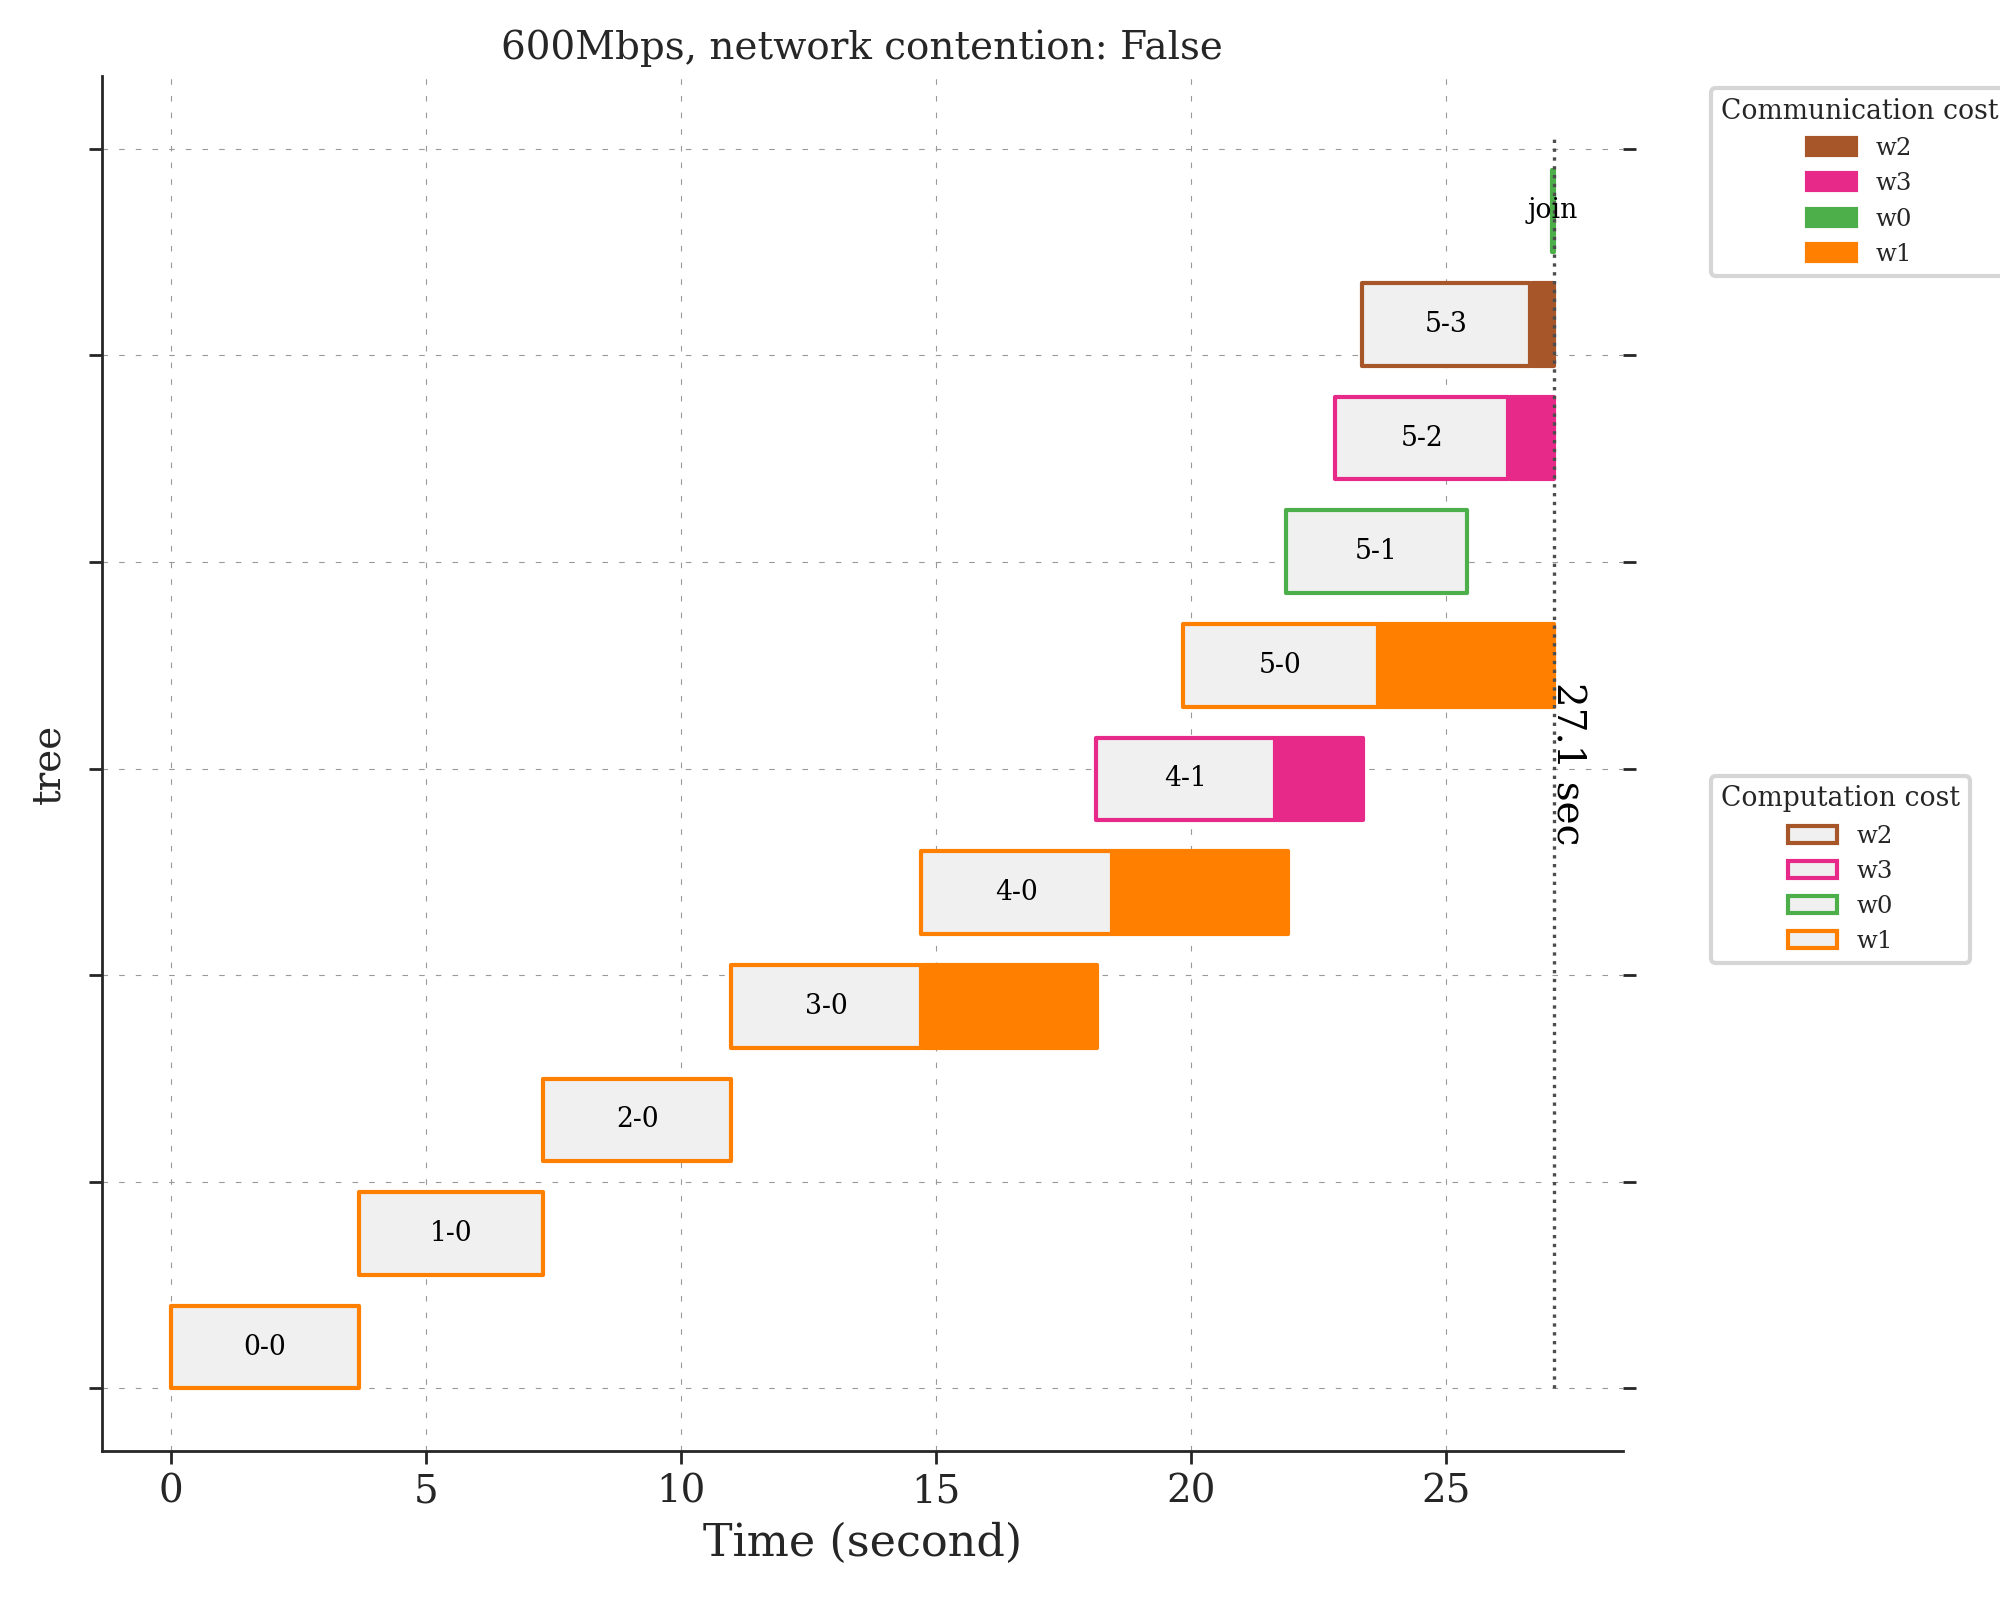 600Mbps, network contention: False
Communication cost
w2
w3
w0
w1
join
5-3
5-2
5-1
5-0
27.1 sec
4-1
Computation cost
w2
w3
w0
w1
4-0
3-0
2-0
1-0
0-0
tree
0 5 10 15 20 25
Time (second)